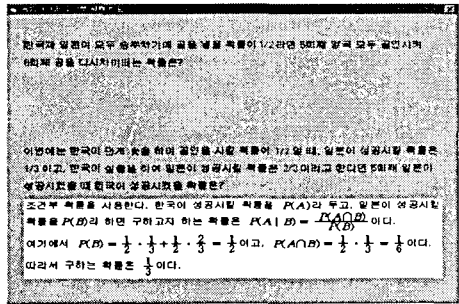 한국과 일본이 모두 승부차기에 공을 넣을 확률이 1/2라면 5회째 양국 모두 골인시켜
6회째 공을 다시차야하는 확률은?
이번에는 한국이 먼저 슛을 하여 골인을 시킬 확률이 1/2일 때, 일본이 성공시킬 확률은
1/3이고, 한국이 실축을 하여 일본이 성공시킬 확률은 2/3이라고 한다면 5회째 일본이
성공시켰을 때 한국이 성공시켰을 확률은?
조건부 확률을 사용한다. 한국이 성공시킬 확률을 P(A)라 두고, 일본이 성공시킬
확률을 P(B)라 하면 구하고자 하는 확률은 P(A | B) = P(A∩B)/P(B) 이다.
여기에서 P(B) = 1/2 · 1/3 + 1/2 · 2/3 = 1/2 이고, P(A∩B) = 1/2 · 1/3 = 1/6 이다.
따라서 구하는 확률은 1/3 이다.